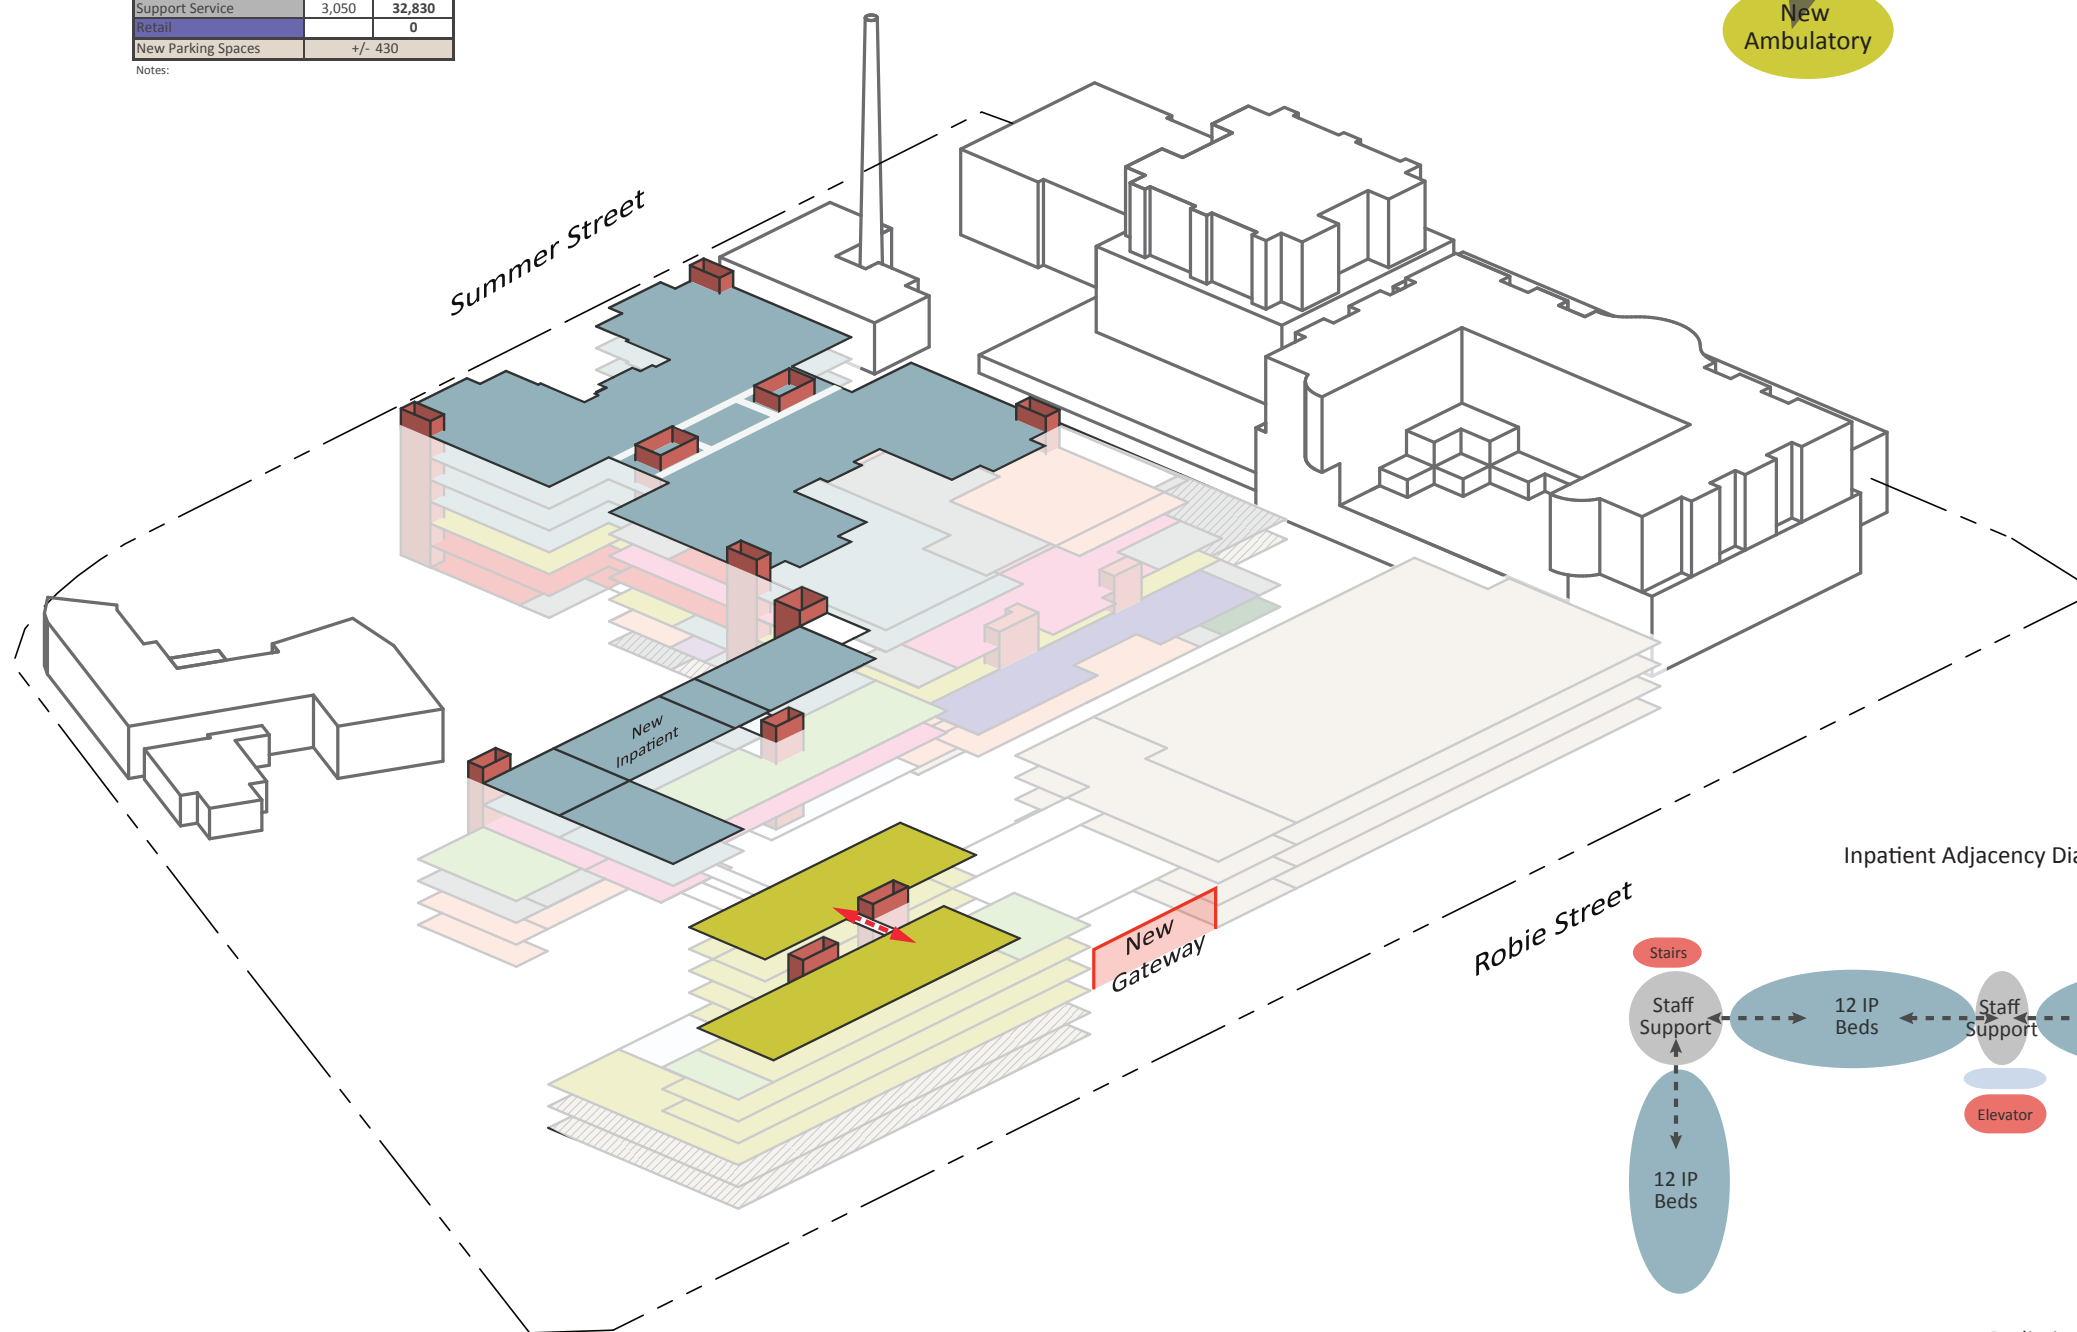 Support Service 3,050 32,830
Retail 0
New Parking Spaces +/- 430
Notes:
New
Ambulatory
Summer Street
New
Inpatient
New
Gateway
Robie Street
Inpatient Adjacency Dia
Stairs
Staff
Support
12 IP
Beds
Staff
Support
Elevator
12 IP
Beds